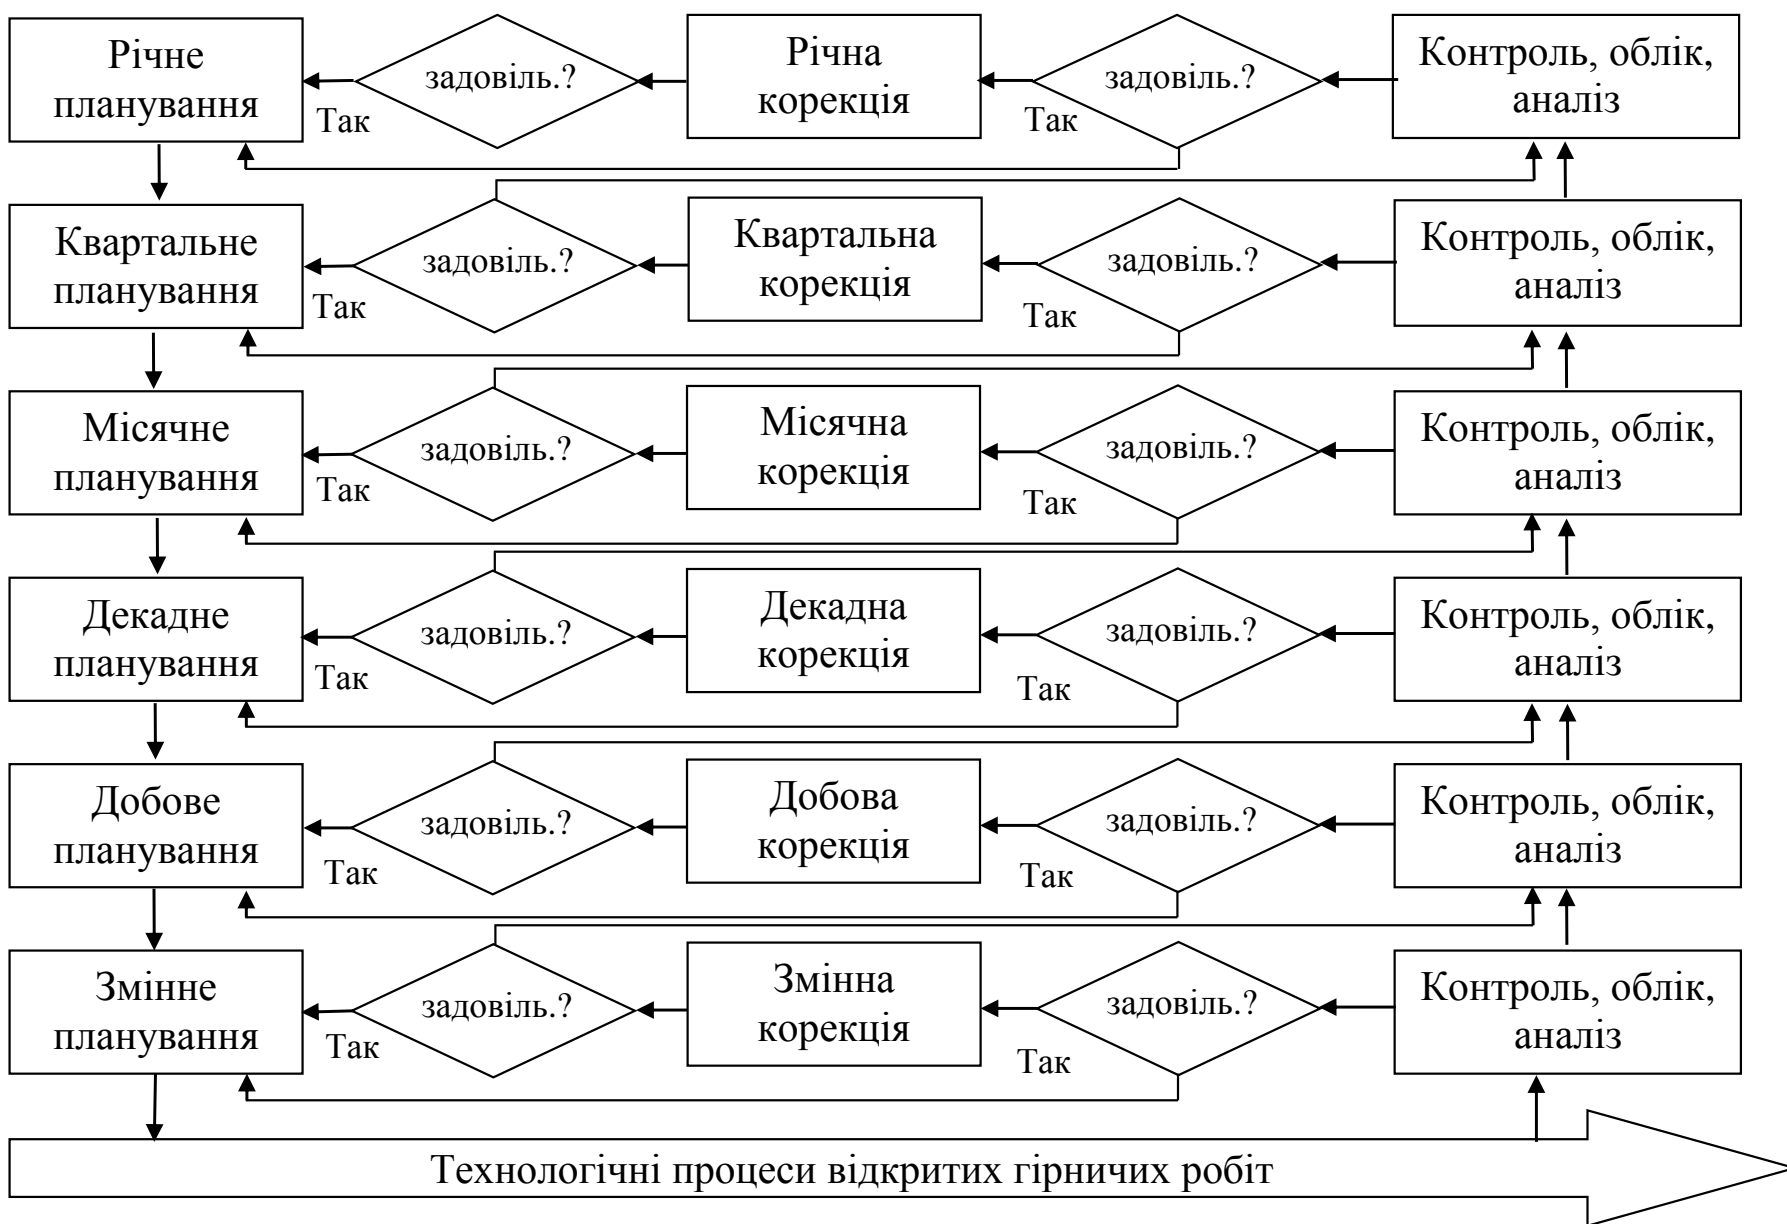 Річне
планування
Так
задовіль.?
Річна
корекція
Так
задовіль.?
Контроль, облік,
аналіз
Квартальне
планування
Так
задовіль.?
Квартальна
корекція
Так
задовіль.?
Контроль, облік,
аналіз
Місячне
планування
Так
задовіль.?
Місячна
корекція
Так
задовіль.?
Контроль, облік,
аналіз
Декадне
планування
Так
задовіль.?
Декадна
корекція
Так
задовіль.?
Контроль, облік,
аналіз
Добове
планування
Так
задовіль.?
Добова
корекція
Так
задовіль.?
Контроль, облік,
аналіз
Змінне
планування
Так
задовіль.?
Змінна
корекція
Так
задовіль.?
Контроль, облік,
аналіз
Технологічні процеси відкритих гірничих робіт